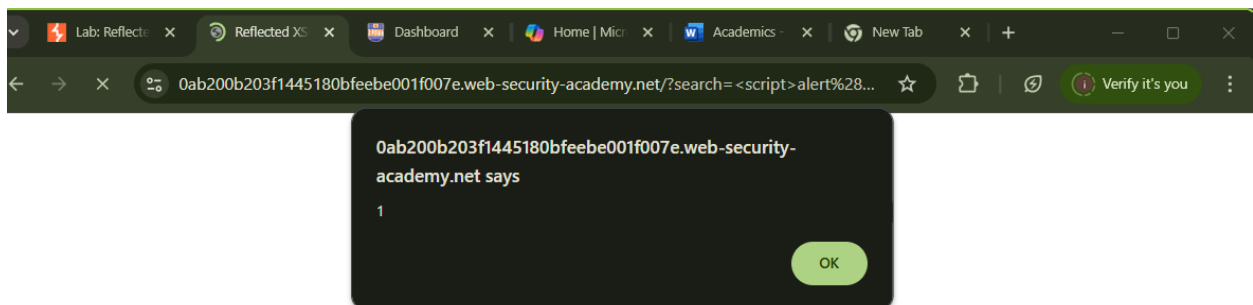 Lab: Reflecte
Reflected XS
Dashboard
Home | Micr
Academics -
New Tab
0ab200b203f1445180bfeebe001f007e.web-security-academy.net/?search=<script>alert%28...
Verify it's you
0ab200b203f1445180bfeebe001f007e.web-security-
academy.net says
1
OK